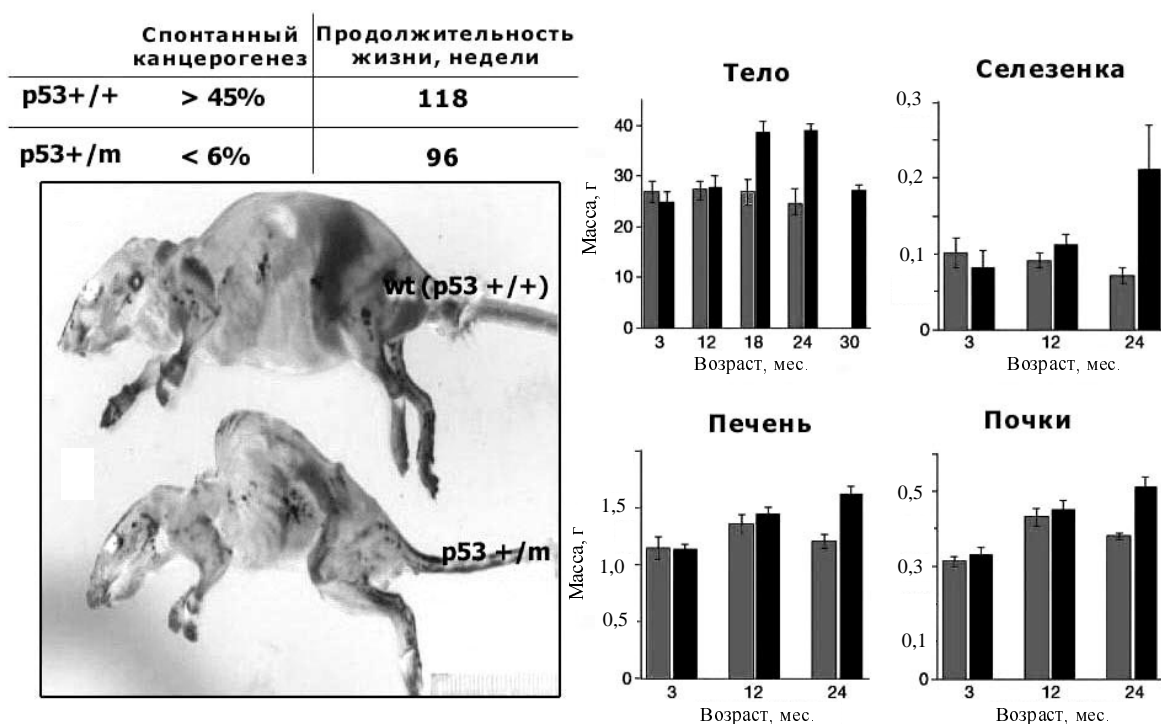 Спонтанный канцерогенез
Продолжительность жизни, недели
p53+/+ > 45% 118
p53+/m < 6% 96
wt (p53 +/+)
p53 +/m
Тело
Масса, г
40
30
20
10
0
3 12 18 24 30
Возраст, мес.
Селезенка
0,3
0,2
0,1
0
3 12 24
Возраст, мес.
Печень
Масса, г
1,5
1,0
0,5
0
3 12 24
Возраст, мес.
Почки
0,5
0,3
0,1
0
3 12 24
Возраст, мес.